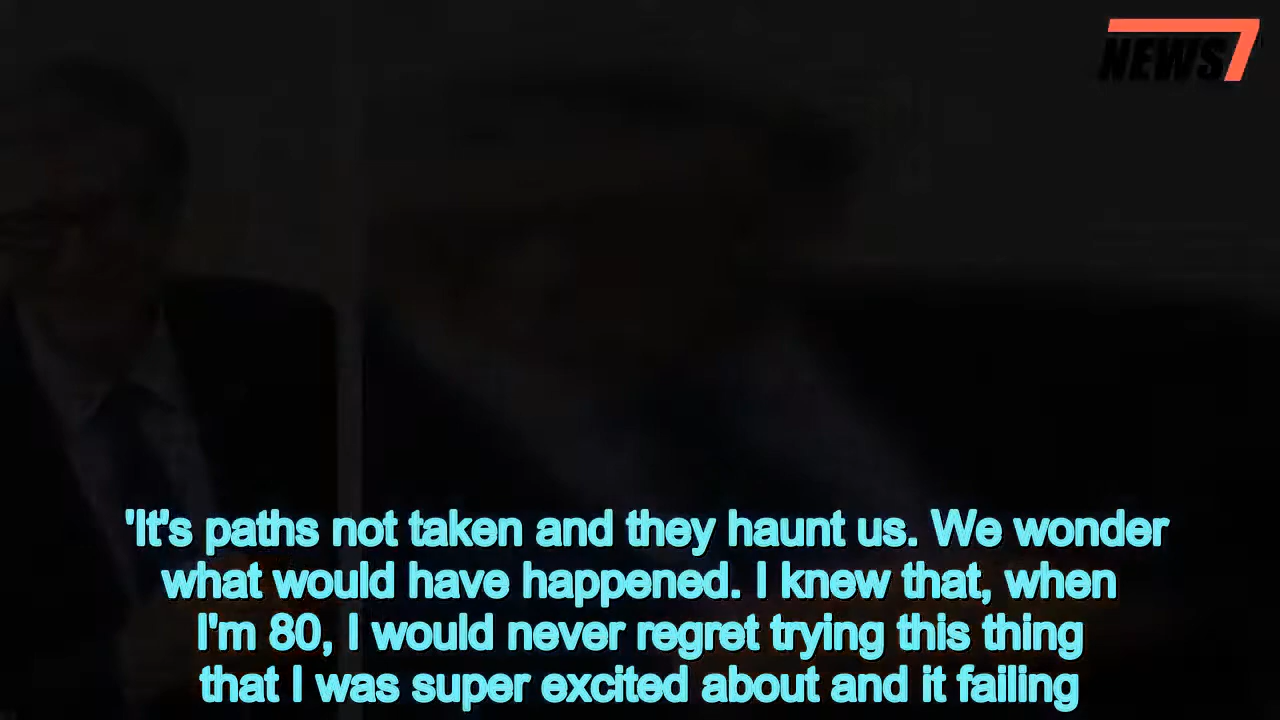 NEWS7
'It's paths not taken and they haunt us. We wonder
what would have happened. I knew that, when
I'm 80, I would never regret trying this thing
that I was super excited about and it failing